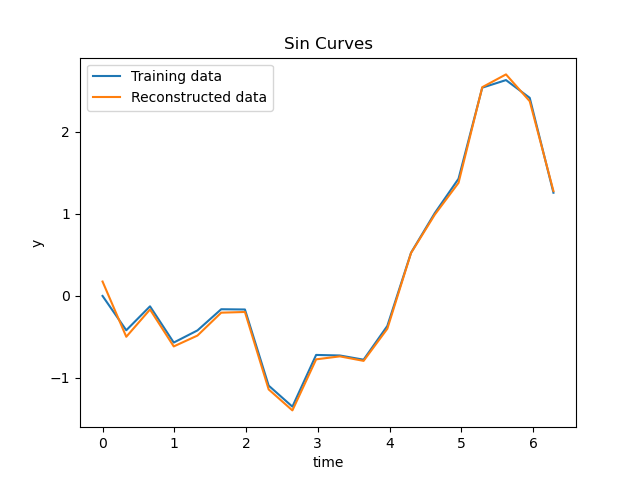 Sin Curves
Training data
Reconstructed data
2
1
0
−1
y
0 1 2 3 4 5 6
time